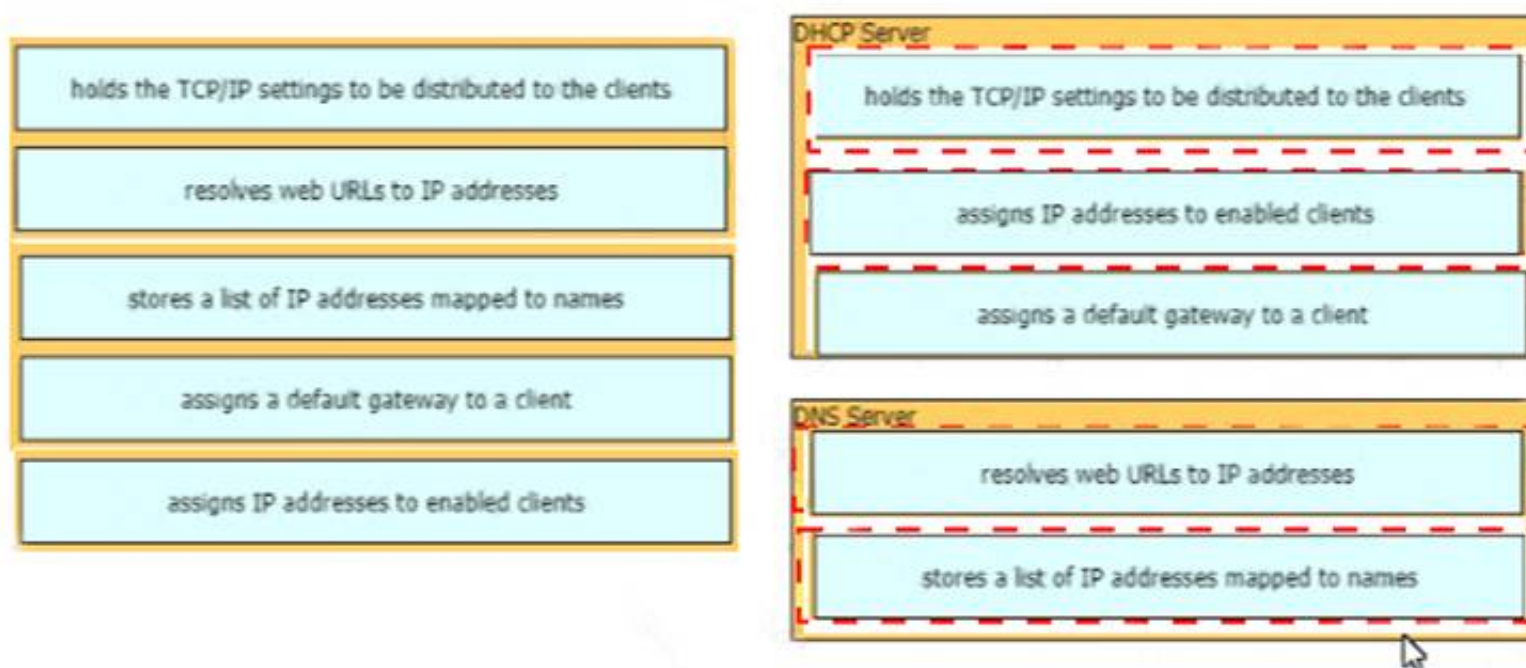 holds the TCP/IP settings to be distributed to the clients
resolves web URLs to IP addresses
stores a list of IP addresses mapped to names
assigns a default gateway to a client
assigns IP addresses to enabled clients
DHCP Server
holds the TCP/IP settings to be distributed to the clients
assigns IP addresses to enabled clients
assigns a default gateway to a client
DNS Server
resolves web URLs to IP addresses
stores a list of IP addresses mapped to names